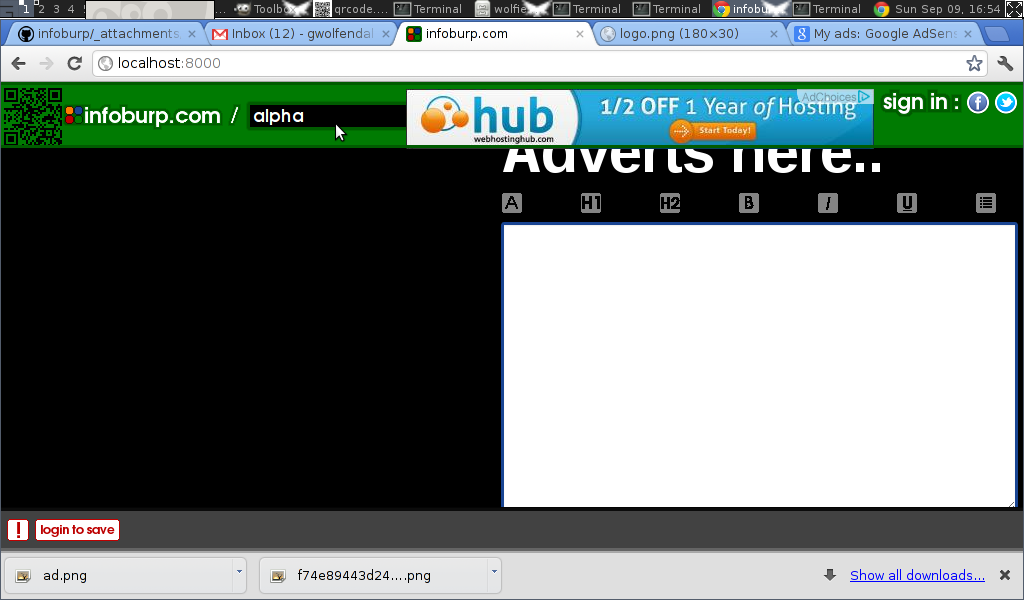 1 2 3 4 ... Toolbo qrcode.... Terminal wolfie Terminal Terminal infobu Terminal Sun Sep 09, 16:54
infoburp/_attachments Inbox (12) - gwolfendal infoburp.com logo.png (180×30) My ads: Google AdSens
localhost:8000
infoburp.com / alpha
hub
webhostinghub.com
1/2 OFF 1 Year of Hosting
Start Today!
AdChoices
sign in :
Adverts here..
A H1 H2 B I U
! login to save
ad.png f74e89443d24....png Show all downloads...